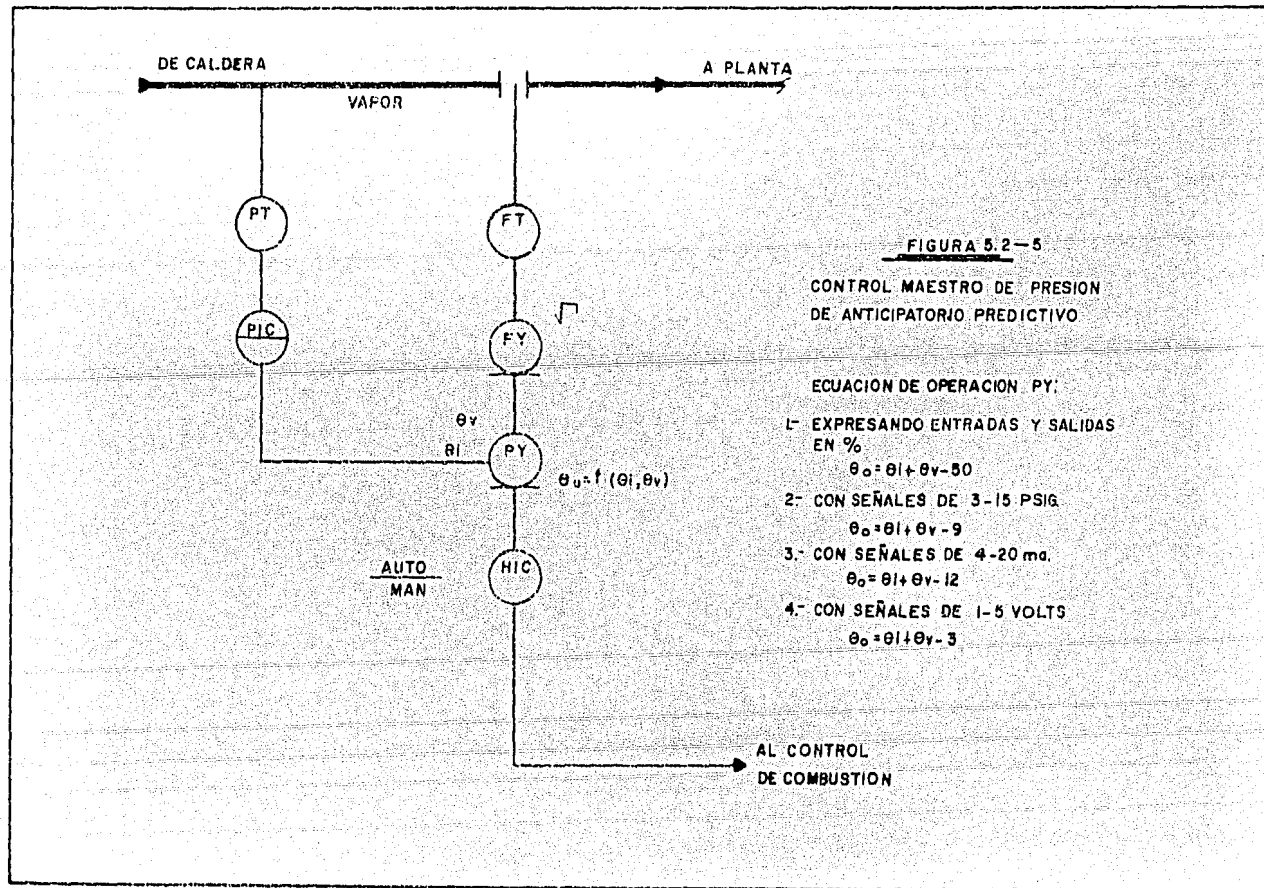 DE CALDERA
A PLANTA
VAPOR
PT
FT
FIGURA 5.2-5
CONTROL MAESTRO DE PRESION
DE ANTICIPATORIO PREDICTIVO
PIC
√
FY
ECUACION DE OPERACION PY:
1.- EXPRESANDO ENTRADAS Y SALIDAS
EN %
θo=θi+θv-50
2.- CON SEÑALES DE 3-15 PSIG.
θo=θi+θv-9
3.- CON SEÑALES DE 4-20 ma.
θo=θi+θv-12
4.- CON SEÑALES DE 1-5 VOLTS
θo=θi+θv-3
θv
θi
PY
θu=f(θi,θv)
AUTO
MAN
HIC
AL CONTROL
DE COMBUSTION